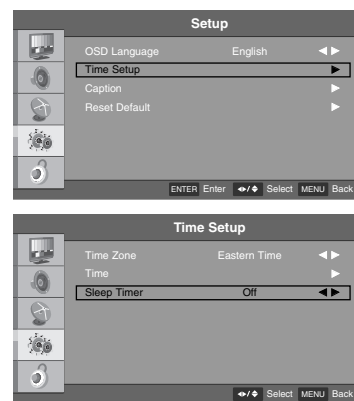 Setup
OSD Language English
Time Setup
Caption
Reset Default
ENTER Enter / Select MENU Back
Time Setup
Time Zone Eastern Time
Time
Sleep Timer Off
/ Select MENU Back